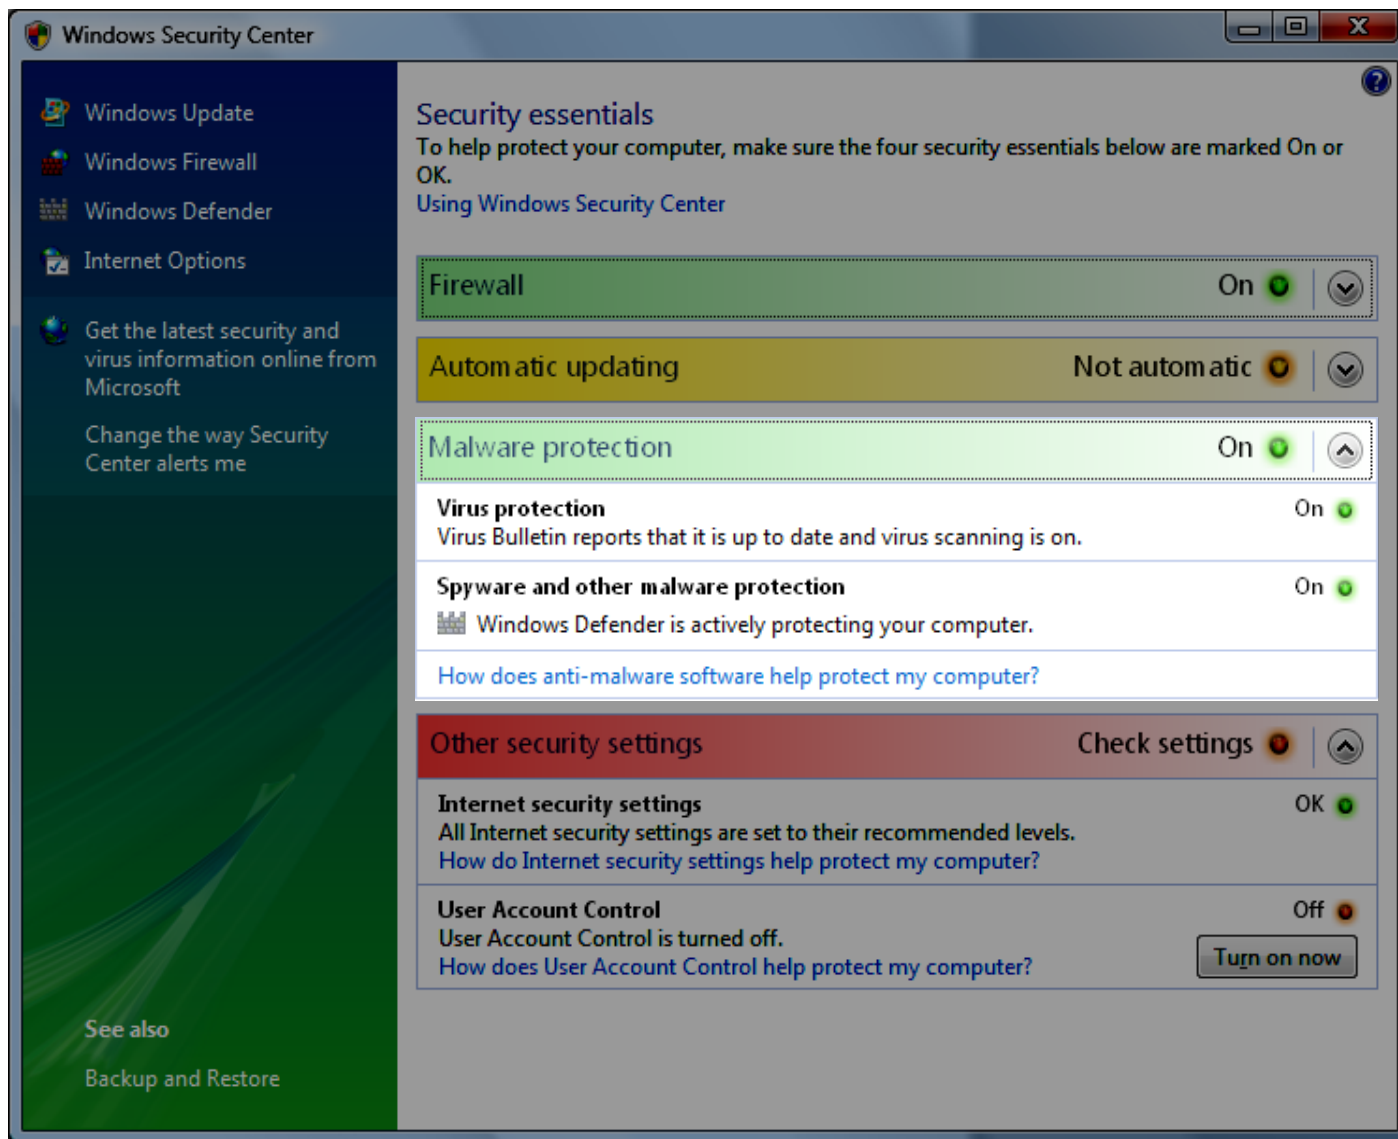 Windows Security Center
Windows Update
Windows Firewall
Windows Defender
Internet Options
Get the latest security and
virus information online from
Microsoft
Change the way Security
Center alerts me
See also
Backup and Restore
Security essentials
To help protect your computer, make sure the four security essentials below are marked On or
OK.
Using Windows Security Center
Firewall On
Automatic updating Not automatic
Malware protection On
Virus protection On
Virus Bulletin reports that it is up to date and virus scanning is on.
Spyware and other malware protection On
Windows Defender is actively protecting your computer.
How does anti-malware software help protect my computer?
Other security settings Check settings
Internet security settings OK
All Internet security settings are set to their recommended levels.
How do Internet security settings help protect my computer?
User Account Control Off
User Account Control is turned off.
How does User Account Control help protect my computer?
Turn on now